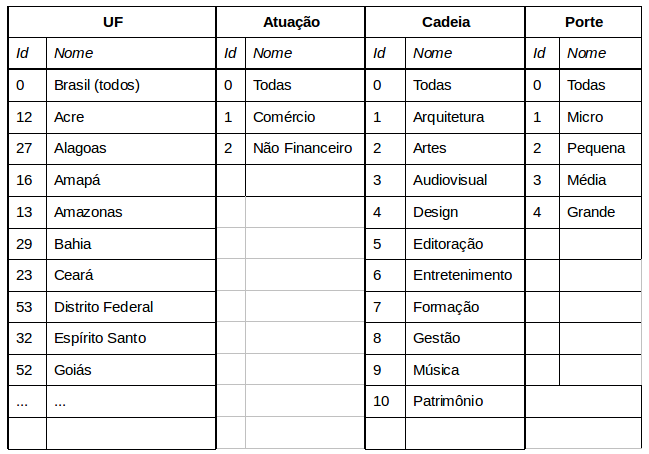 UF Atuação Cadeia Porte
Id Nome Id Nome Id Nome Id Nome
0 Brasil (todos) 0 Todas 0 Todas 0 Todas
12 Acre 1 Comércio 1 Arquitetura 1 Micro
27 Alagoas 2 Não Financeiro 2 Artes 2 Pequena
16 Amapá 3 Audiovisual 3 Média
13 Amazonas 4 Design 4 Grande
29 Bahia 5 Editoração
23 Ceará 6 Entretenimento
53 Distrito Federal 7 Formação
32 Espírito Santo 8 Gestão
52 Goiás 9 Música
... ... 10 Patrimônio